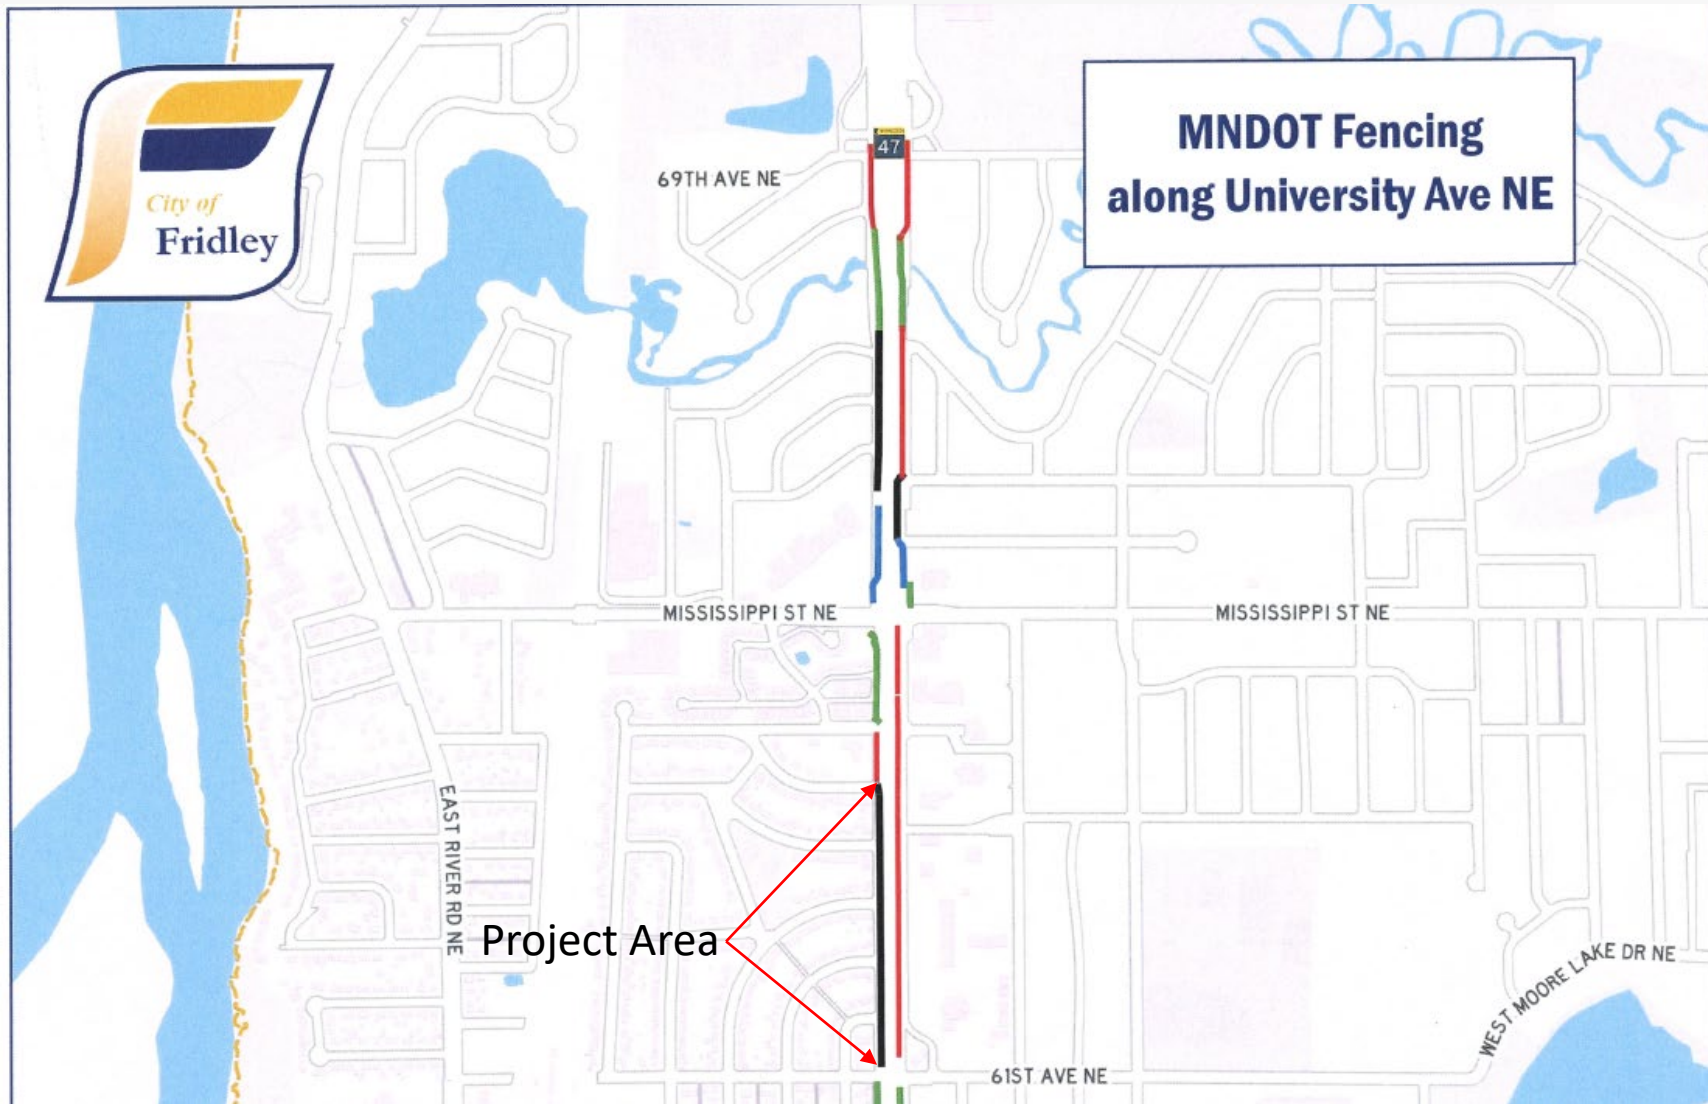 City of
Fridley
MNDOT Fencing
along University Ave NE
47
69TH AVE NE
MISSISSIPPI ST NE
MISSISSIPPI ST NE
EAST RIVER RD NE
Project Area
WEST MOORE LAKE DR NE
61ST AVE NE